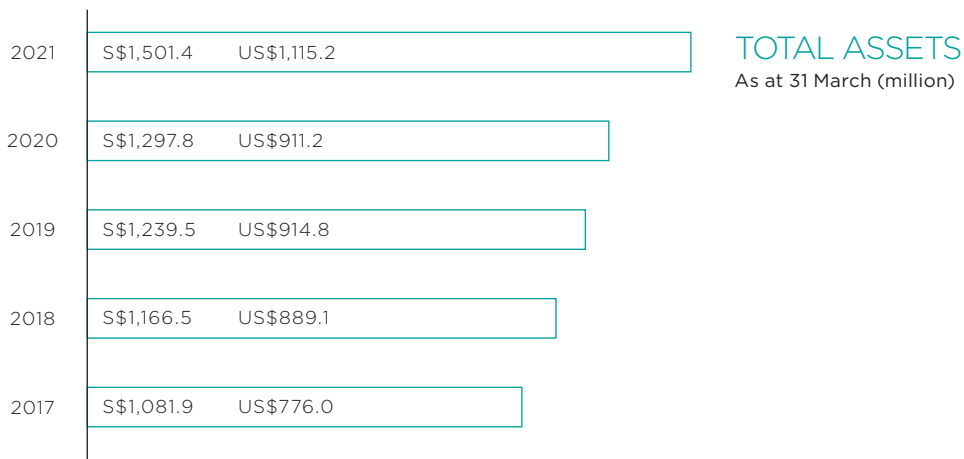 2021 S$1,501.4 US$1,115.2
TOTAL ASSETS
As at 31 March (million)
2020 S$1,297.8 US$911.2
2019 S$1,239.5 US$914.8
2018 S$1,166.5 US$889.1
2017 S$1,081.9 US$776.0